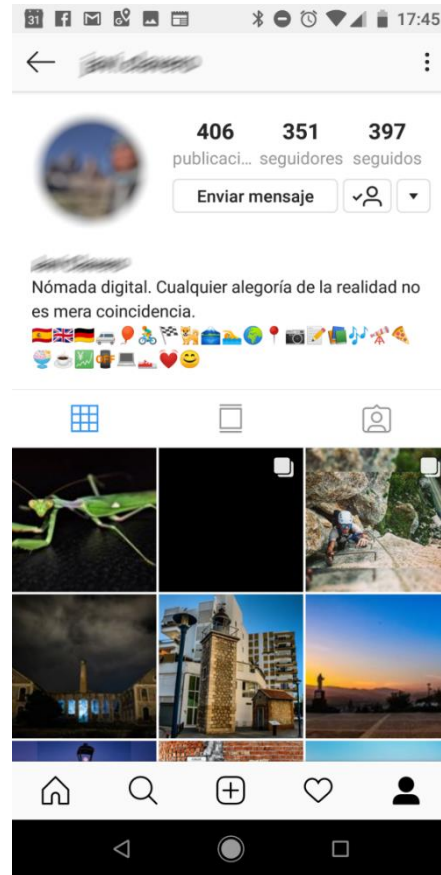 31 17:45
406 351 397
publicaci... seguidores seguidos
Enviar mensaje
Nómada digital. Cualquier alegoría de la realidad no
es mera coincidencia.